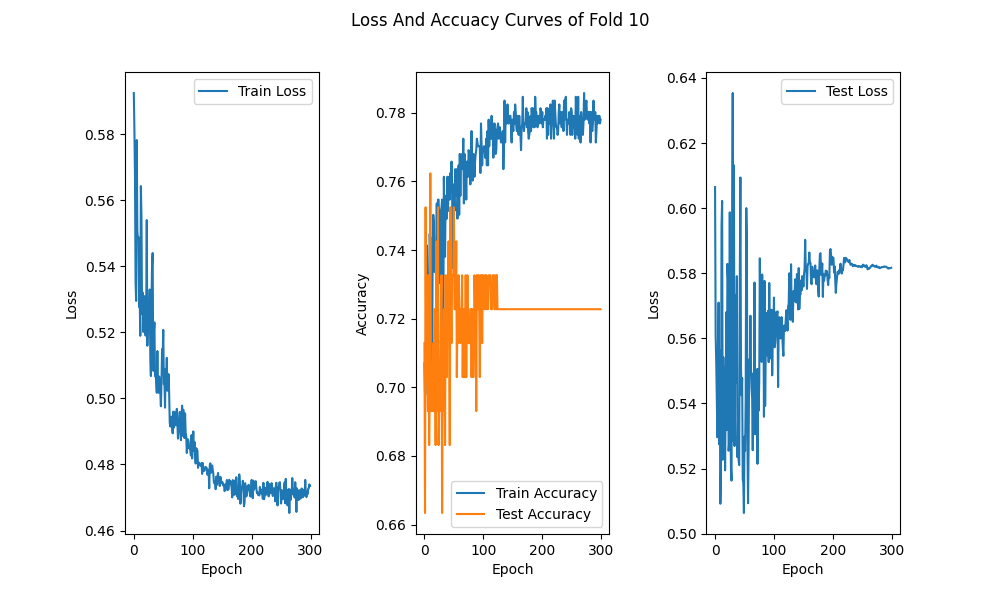 Loss And Accuacy Curves of Fold 10
Train Loss
0.58
0.56
0.54
0.52
0.50
0.48
0.46
Loss
0 100 200 300
Epoch
0.78
0.76
0.74
0.72
0.70
0.68
0.66
Accuracy
Train Accuracy
Test Accuracy
0 100 200 300
Epoch
Test Loss
0.64
0.62
0.60
0.58
0.56
0.54
0.52
0.50
Loss
0 100 200 300
Epoch